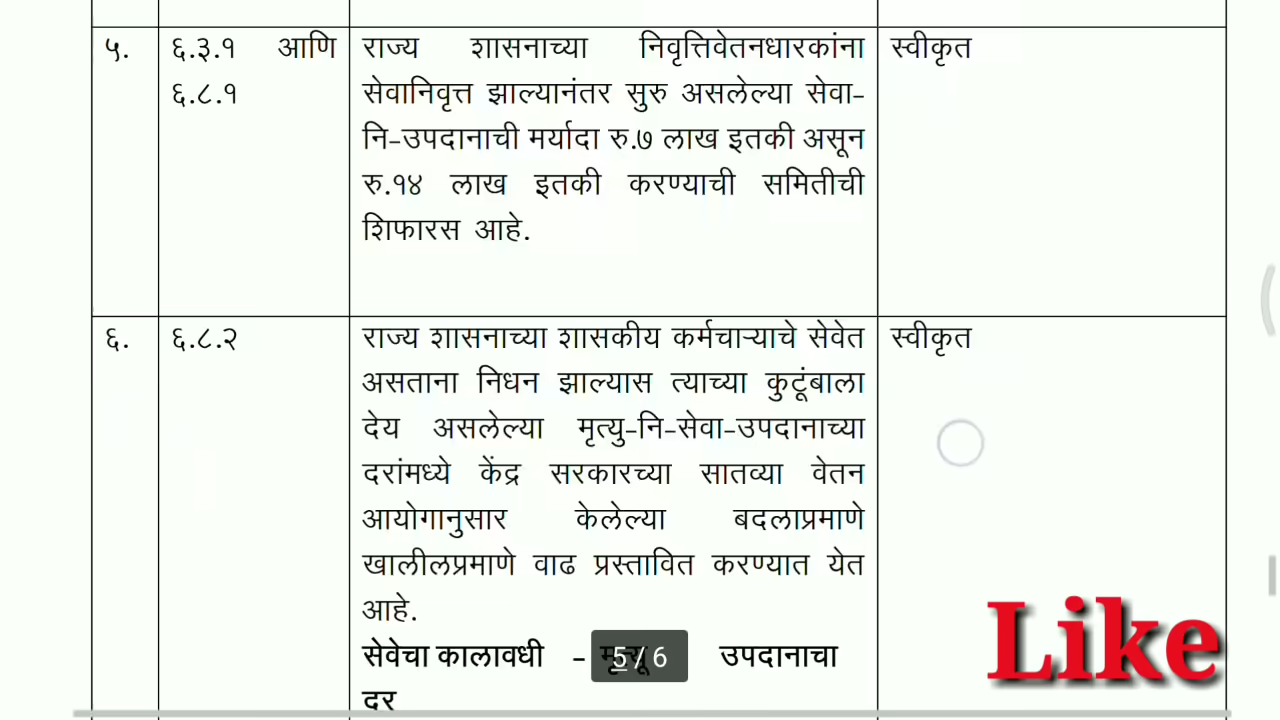 ५. ६.३.१ आणि राज्य शासनाच्या निवृत्तिवेतनधारकांना स्वीकृत
६.८.१ सेवानिवृत्त झाल्यानंतर सुरु असलेल्या सेवा-
नि-उपदानाची मर्यादा रु.७ लाख इतकी असून
रु.१४ लाख इतकी करण्याची समितीची
शिफारस आहे.
६. ६.८.२ राज्य शासनाच्या शासकीय कर्मचाऱ्याचे सेवेत स्वीकृत
असताना निधन झाल्यास त्याच्या कुटूंबाला
देय असलेल्या मृत्यु-नि-सेवा-उपदानाच्या
दरांमध्ये केंद्र सरकारच्या सातव्या वेतन
आयोगानुसार केलेल्या बदलाप्रमाणे
खालीलप्रमाणे वाढ प्रस्तावित करण्यात येत
आहे.
सेवेचा कालावधी - मृत्यू उपदानाचा
दर
5 / 6
Like